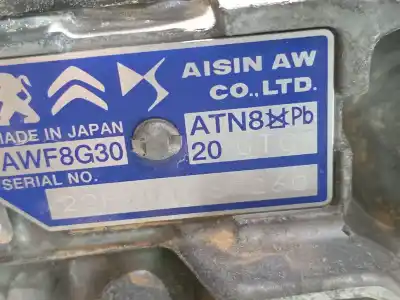 AISIN AW
CO.,LTD.
MADE IN JAPAN
AWF8G30
ATN8 Pb
20
SERIAL NO.